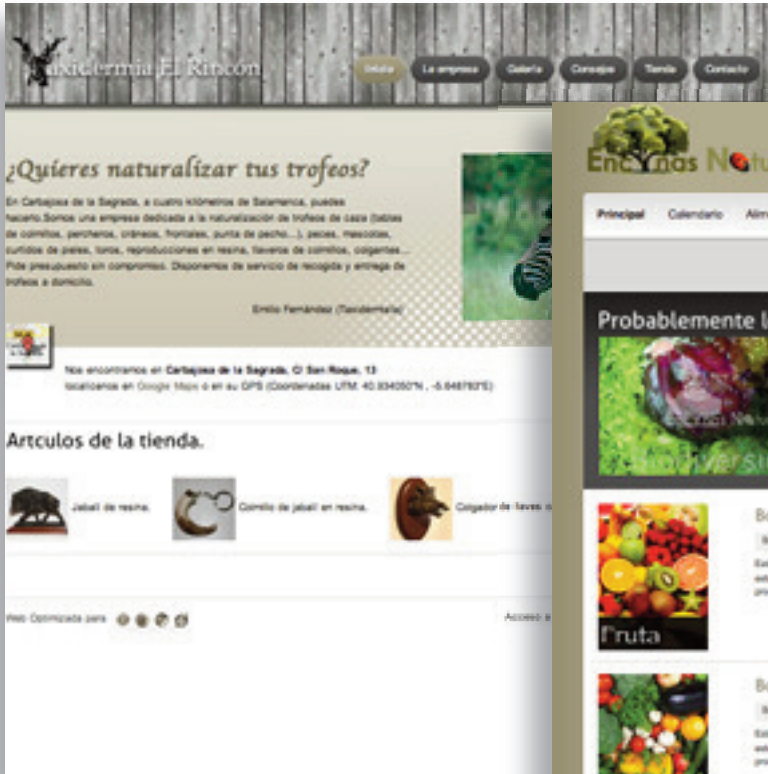 Taxidermia El Rincón
Inicio La empresa Galería Consejos Tienda Contacto
¿Quieres naturalizar tus trofeos?
En Carbajosa de la Sagrada, a cuatro kilómetros de Salamanca, puedes
hacerlo.Somos una empresa dedicada a la naturalización de trofeos de caza (tablas
de colmillos, percheros, cráneos, frontales, punta de pecho...), peces, mascotas,
curtidos de pieles, toros, reproducciones en resina, llaveros de colmillos, colgantes...
Pide presupuesto sin compromiso. Disponemos de servicio de recogida y entrega de
trofeos a domicilio.
Emilio Fernández (Taxidermista)
Nos encontramos en Carbajosa de la Sagrada, C/ San Roque, 13
localízanos en Google Maps o en su GPS (Coordenadas UTM:
Artculos de la tienda.
Jabalí de resina.
Colmillo de jabalí en resina.
Colgador de llaves
Web Optimizada para
Acceso a
Encinas Natu
Principal Calendario Alim
Probablemente l
Encinas
Biodiversi
Fruta